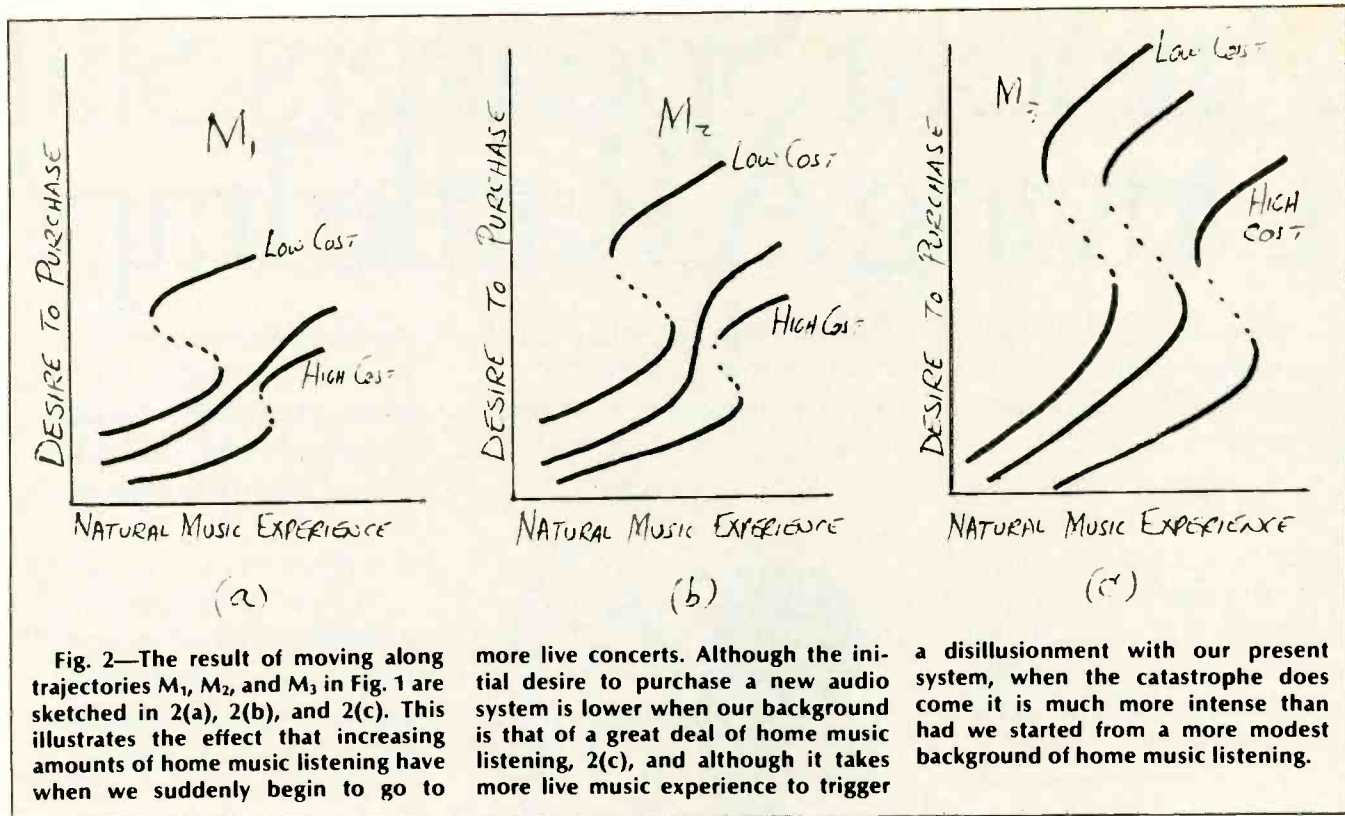 M₁
DESIRE TO PURCHASE
LOW COST
HIGH COST
NATURAL MUSIC EXPERIENCE
(a)
M₂
DESIRE TO PURCHASE
LOW COST
HIGH COST
NATURAL MUSIC EXPERIENCE
(b)
M₃
DESIRE TO PURCHASE
LOW COST
HIGH
COST
NATURAL MUSIC EXPERIENCE
(c)
Fig. 2—The result of moving along
trajectories M₁, M₂, and M₃ in Fig. 1 are
sketched in 2(a), 2(b), and 2(c). This
illustrates the effect that increasing
amounts of home music listening have
when we suddenly begin to go to
more live concerts. Although the ini-
tial desire to purchase a new audio
system is lower when our background
is that of a great deal of home music
listening, 2(c), and although it takes
more live music experience to trigger
a disillusionment with our present
system, when the catastrophe does
come it is much more intense than
had we started from a more modest
background of home music listening.